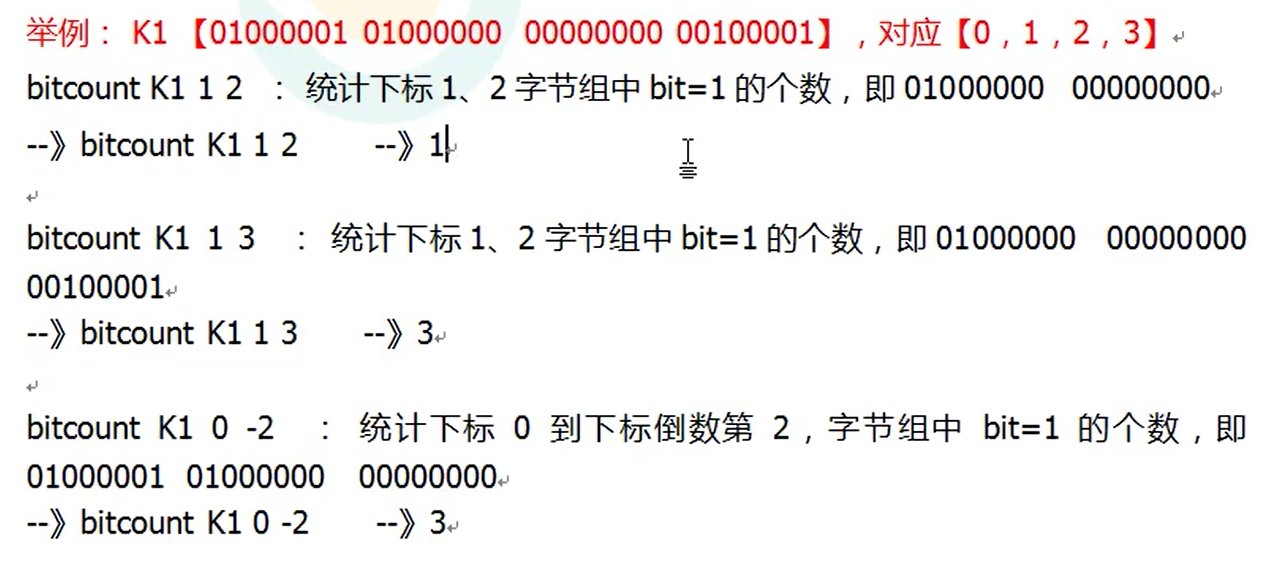 举例： K1 【01000001 01000000 00000000 00100001】，对应【0，1，2，3】
bitcount K1 1 2 ：统计下标 1、2 字节组中 bit=1 的个数，即 01000000 00000000
--》bitcount K1 1 2 --》1
bitcount K1 1 3 ：统计下标 1、2 字节组中 bit=1 的个数，即 01000000 00000000
00100001
--》bitcount K1 1 3 --》3
bitcount K1 0 -2 ：统计下标 0 到下标倒数第 2，字节组中 bit=1 的个数，即
01000001 01000000 00000000
--》bitcount K1 0 -2 --》3